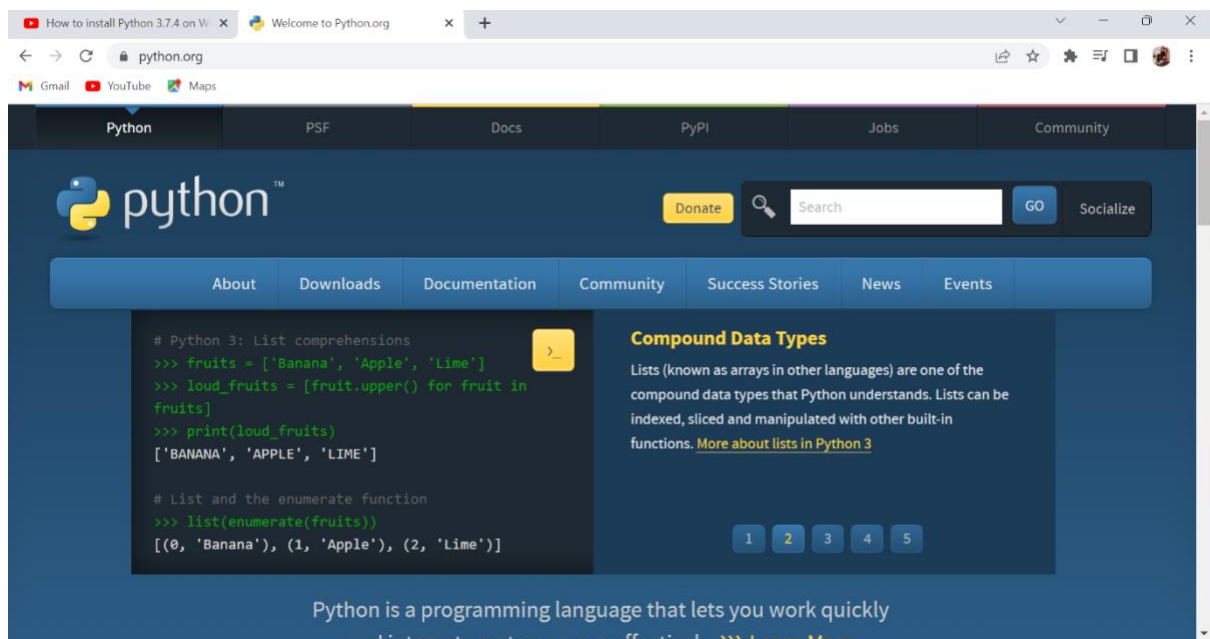 How to install Python 3.7.4 on W
Welcome to Python.org
python.org
Gmail YouTube Maps
Python PSF Docs PyPI Jobs Community
python™
Donate Search GO Socialize
About Downloads Documentation Community Success Stories News Events
# Python 3: List comprehensions
>>> fruits = ['Banana', 'Apple', 'Lime']
>>> loud_fruits = [fruit.upper() for fruit in
fruits]
>>> print(loud_fruits)
['BANANA', 'APPLE', 'LIME']
# List and the enumerate function
>>> list(enumerate(fruits))
[(0, 'Banana'), (1, 'Apple'), (2, 'Lime')]
>_
Compound Data Types
Lists (known as arrays in other languages) are one of the
compound data types that Python understands. Lists can be
indexed, sliced and manipulated with other built-in
functions. More about lists in Python 3
1 2 3 4 5
Python is a programming language that lets you work quickly